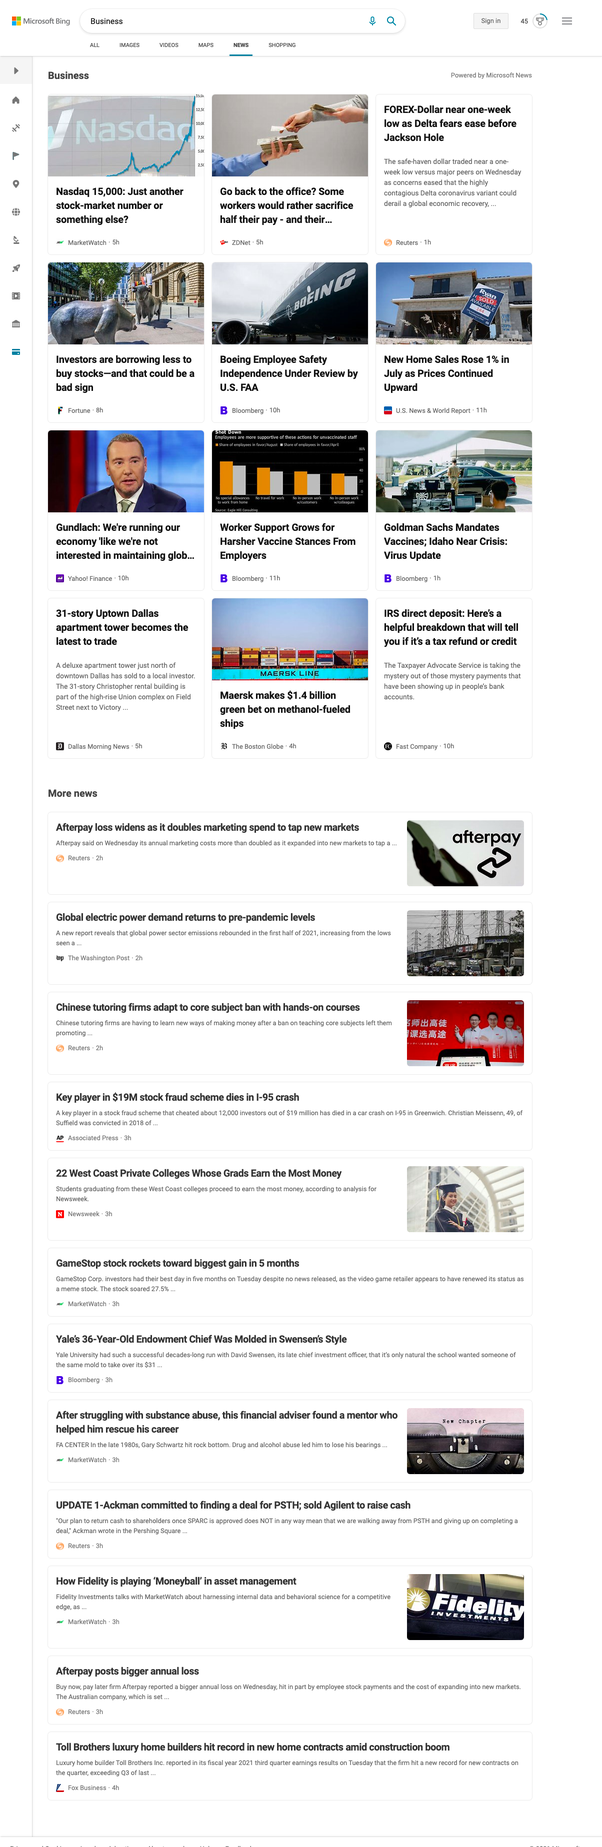 Microsoft Bing
Business
Sign in
45
ALL
IMAGES
VIDEOS
MAPS
NEWS
SHOPPING
Business
Powered by Microsoft News
Nasdaq
Nasdaq 15,000: Just another
stock-market number or
something else?
MarketWatch · 5h
Go back to the office? Some
workers would rather sacrifice
half their pay - and their...
ZDNet · 5h
FOREX-Dollar near one-week
low as Delta fears ease before
Jackson Hole
The safe-haven dollar traded near a one-
week low versus major peers on Wednesday
as concerns eased that the highly
contagious Delta coronavirus variant could
derail a global economic recovery, ...
Reuters · 1h
Investors are borrowing less to
buy stocks—and that could be a
bad sign
Fortune · 8h
BOEING
Boeing Employee Safety
Independence Under Review by
U.S. FAA
Bloomberg · 10h
Ryan
SOLD
New Home Sales Rose 1% in
July as Prices Continued
Upward
U.S. News & World Report · 11h
Gundlach: We're running our
economy 'like we're not
interested in maintaining glob...
Yahoo! Finance · 10h
Shot Down
Employees are more supportive of these actions for unvaccinated staff
Worker Support Grows for
Harsher Vaccine Stances From
Employers
Bloomberg · 11h
Goldman Sachs Mandates
Vaccines; Idaho Near Crisis:
Virus Update
Bloomberg · 1h
31-story Uptown Dallas
apartment tower becomes the
latest to trade
A deluxe apartment tower just north of
downtown Dallas has sold to a local investor.
The 31-story Christopher rental building is
part of the high-rise Union complex on Field
Street next to Victory ...
Dallas Morning News · 5h
MAERSK LINE
Maersk makes $1.4 billion
green bet on methanol-fueled
ships
The Boston Globe · 4h
IRS direct deposit: Here's a
helpful breakdown that will tell
you if it's a tax refund or credit
The Taxpayer Advocate Service is taking the
mystery out of those mystery payments that
have been showing up in people's bank
accounts.
Fast Company · 10h
More news
Afterpay loss widens as it doubles marketing spend to tap new markets
Afterpay said on Wednesday its annual marketing costs more than doubled as it expanded into new markets to tap a ...
Reuters · 2h
afterpay
Global electric power demand returns to pre-pandemic levels
A new report reveals that global power sector emissions rebounded in the first half of 2021, increasing from the lows
seen a ...
The Washington Post · 2h
Chinese tutoring firms adapt to core subject ban with hands-on courses
Chinese tutoring firms are having to learn new ways of making money after a ban on teaching core subjects left them
promoting ...
Reuters · 2h
名师出高徒
课选高途
Key player in $19M stock fraud scheme dies in I-95 crash
A key player in a stock fraud scheme that cheated about 12,000 investors out of $19 million has died in a car crash on I-95 in Greenwich. Christian Meissenn, 49, of
Suffield was convicted in 2018 of ...
Associated Press · 3h
22 West Coast Private Colleges Whose Grads Earn the Most Money
Students graduating from these West Coast colleges proceed to earn the most money, according to analysis for
Newsweek.
Newsweek · 3h
GameStop stock rockets toward biggest gain in 5 months
GameStop Corp. investors had their best day in five months on Tuesday despite no news released, as the video game retailer appears to have renewed its status as
a meme stock. The stock soared 27.5% ...
MarketWatch · 3h
Yale's 36-Year-Old Endowment Chief Was Molded in Swensen's Style
Yale University had such a successful decades-long run with David Swensen, its late chief investment officer, that it's only natural the school wanted someone of
the same mold to take over its $31 ...
Bloomberg · 3h
After struggling with substance abuse, this financial adviser found a mentor who
helped him rescue his career
FA CENTER In the late 1980s, Gary Schwartz hit rock bottom. Drug and alcohol abuse led him to lose his bearings ...
MarketWatch · 3h
New Chapter
UPDATE 1-Ackman committed to finding a deal for PSTH; sold Agilent to raise cash
"Our plan to return cash to shareholders once SPARC is approved does NOT in any way mean that we are walking away from PSTH and giving up on completing a
deal," Ackman wrote in the Pershing Square ...
Reuters · 3h
How Fidelity is playing 'Moneyball' in asset management
Fidelity Investments talks with MarketWatch about harnessing internal data and behavioral science for a competitive
edge, as ...
MarketWatch · 3h
Fidelity
INVESTMENTS
Afterpay posts bigger annual loss
Buy now, pay later firm Afterpay reported a bigger annual loss on Wednesday, hit in part by employee stock payments and the cost of expanding into new markets.
The Australian company, which is set ...
Reuters · 3h
Toll Brothers luxury home builders hit record in new home contracts amid construction boom
Luxury home builder Toll Brothers Inc. reported in its fiscal year 2021 third quarter earnings results on Tuesday that the firm hit a new record for new contracts on
the quarter, exceeding Q3 of last ...
Fox Business · 4h